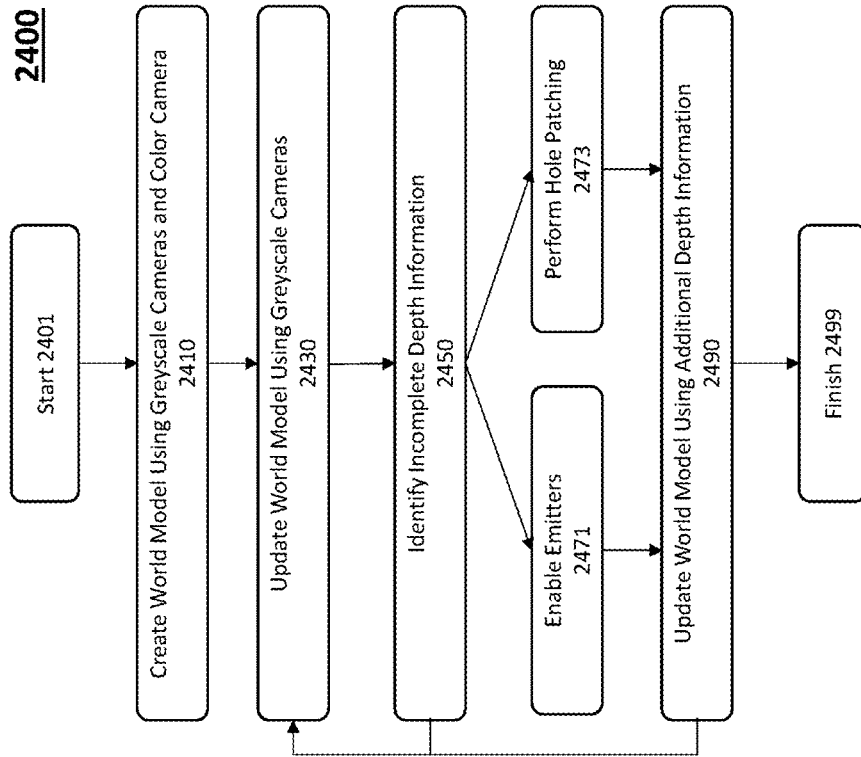 2400
Start 2401
Create World Model Using Greyscale Cameras and Color Camera
2410
Update World Model Using Greyscale Cameras
2430
Identify Incomplete Depth Information
2450
Enable Emitters
2471
Perform Hole Patching
2473
Update World Model Using Additional Depth Information
2490
Finish 2499